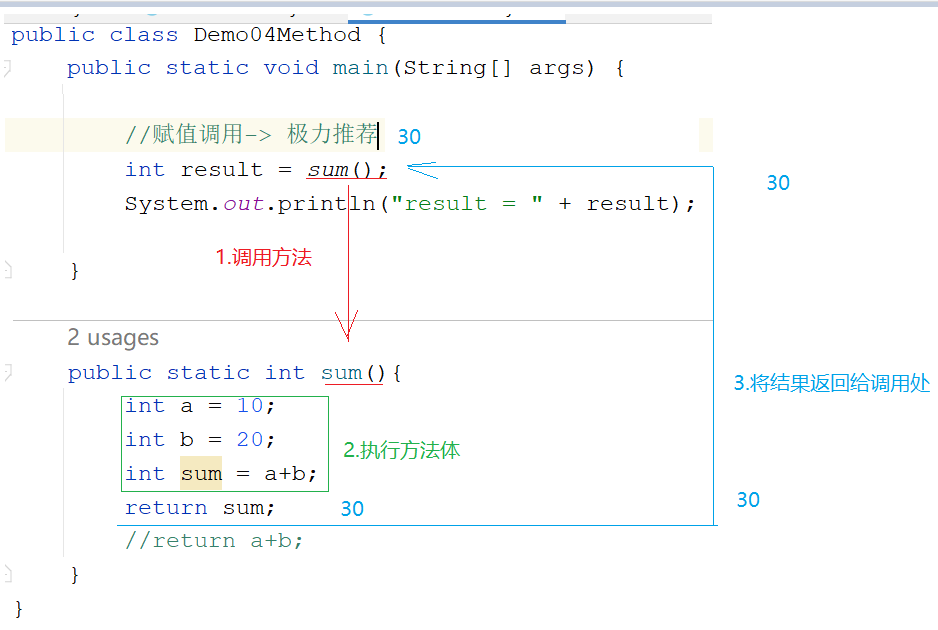 public class Demo04Method {
public static void main(String[] args) {
//赋值调用-> 极力推荐 30
int result = sum();
30
System.out.println("result = " + result);
1.调用方法
}
2 usages
public static int sum(){
3.将结果返回给调用处
int a = 10;
int b = 20;
2.执行方法体
int sum = a+b;
30
return sum; 30
//return a+b;
}
}